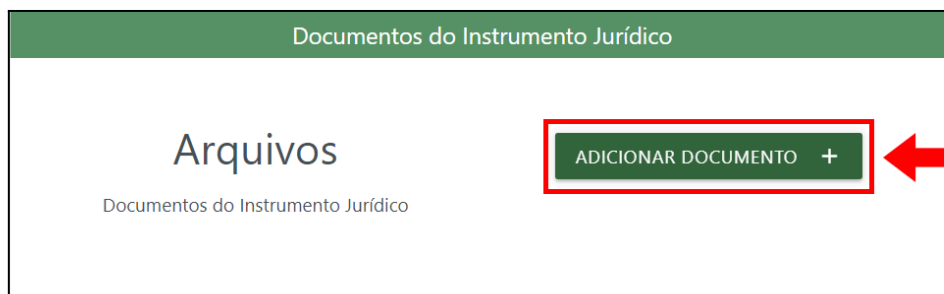 Documentos do Instrumento Jurídico
Arquivos
ADICIONAR DOCUMENTO +
Documentos do Instrumento Jurídico